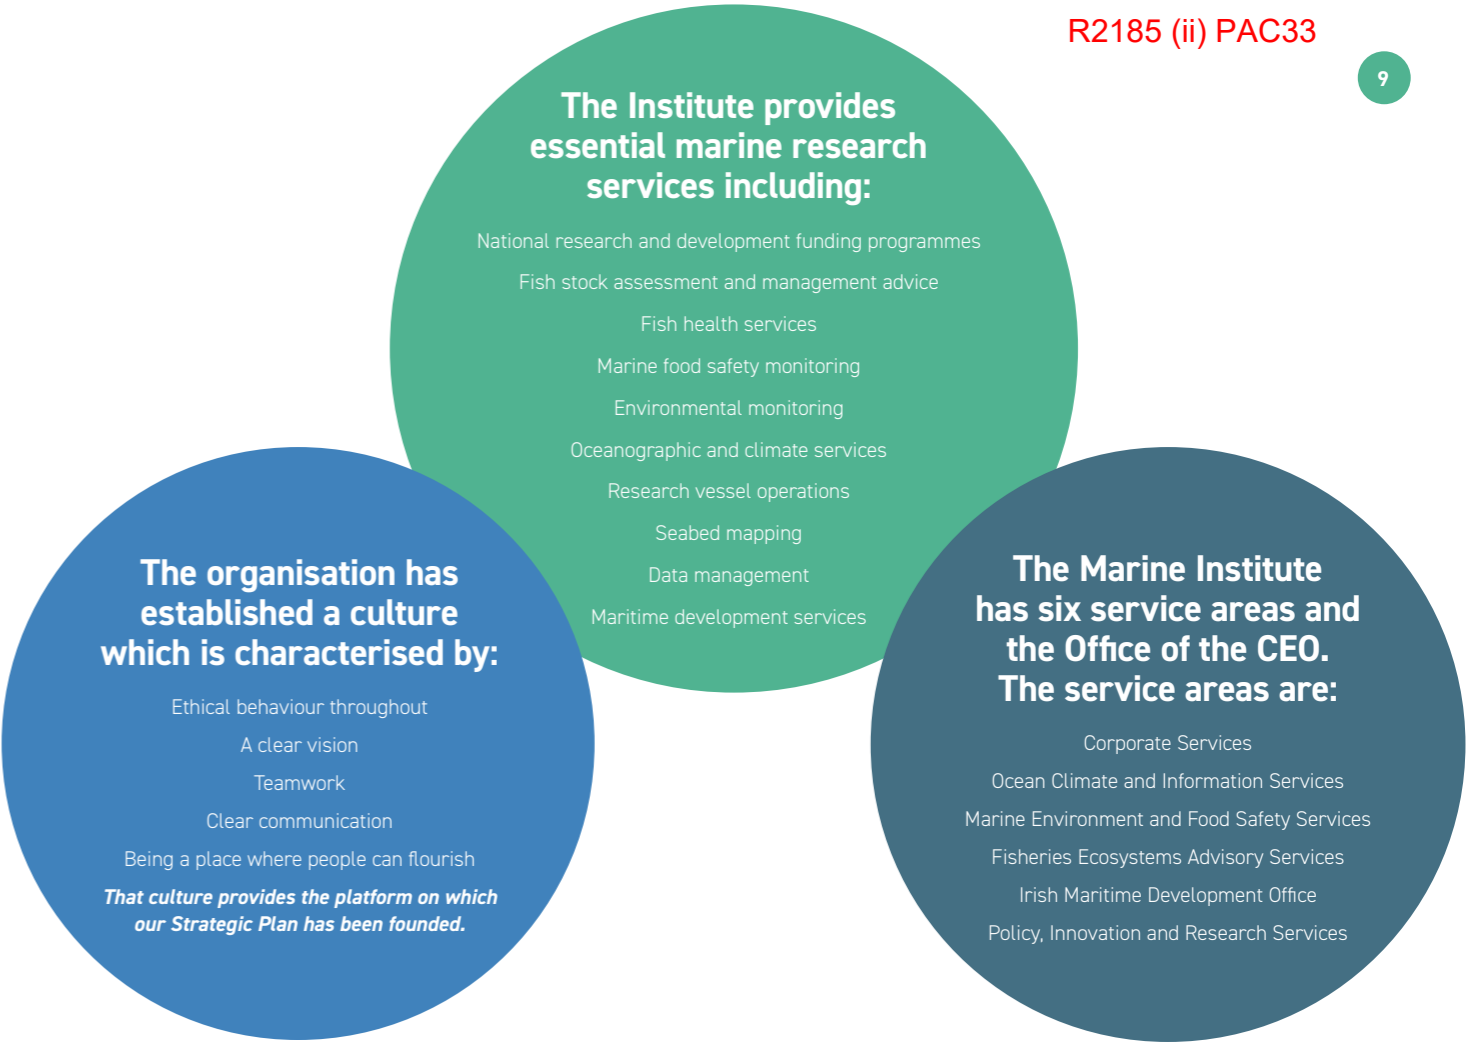 R2185 (ii) PAC33
9
The Institute provides
essential marine research
services including:
National research and development funding programmes
Fish stock assessment and management advice
Fish health services
Marine food safety monitoring
Environmental monitoring
Oceanographic and climate services
Research vessel operations
Seabed mapping
Data management
Maritime development services
The organisation has
established a culture
which is characterised by:
Ethical behaviour throughout
A clear vision
Teamwork
Clear communication
Being a place where people can flourish
That culture provides the platform on which
our Strategic Plan has been founded.
The Marine Institute
has six service areas and
the Office of the CEO.
The service areas are:
Corporate Services
Ocean Climate and Information Services
Marine Environment and Food Safety Services
Fisheries Ecosystems Advisory Services
Irish Maritime Development Office
Policy, Innovation and Research Services